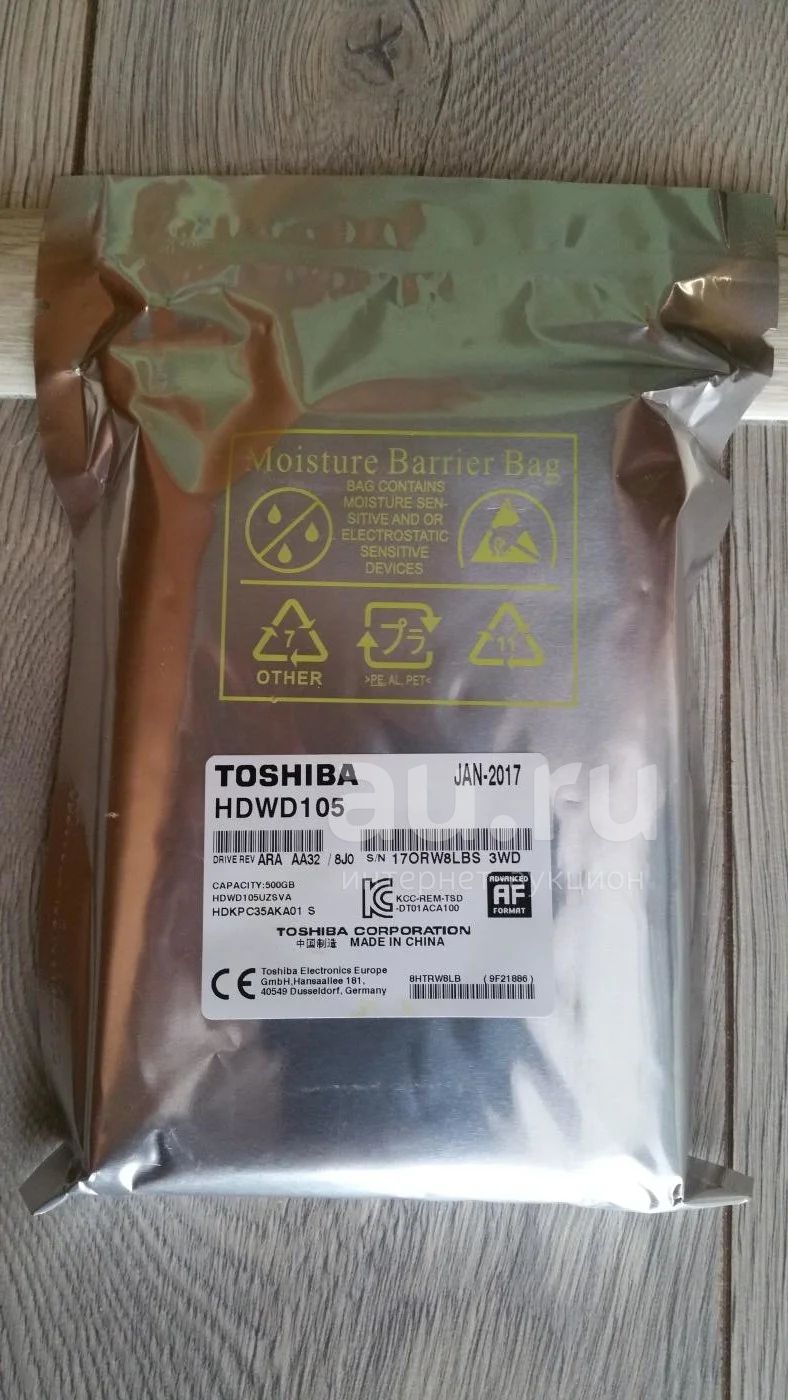 Moisture Barrier Bag
BAG CONTAINS
MOISTURE SEN-
SITIVE AND OR
ELECTROSTATIC
SENSITIVE
DEVICES
7
プラ
11
OTHER
>PE, AL, PET<
TOSHIBA JAN-2017
HDWD105
au.ru
DRIVE REV ARA AA32 / 8J0 S/N 17ORW8LBS 3WD
интернет-аукцион
CAPACITY:500GB
HDWD105UZSVA
HDKPC35AKA01 S
KCC-REM-TSD
-DT01ACA100
ADVANCED
AF
FORMAT
TOSHIBA CORPORATION
中国制造 MADE IN CHINA
CE
Toshiba Electronics Europe
GmbH,Hansaallee 181,
40549 Dusseldorf, Germany
8HTRW8LB (9F21886)